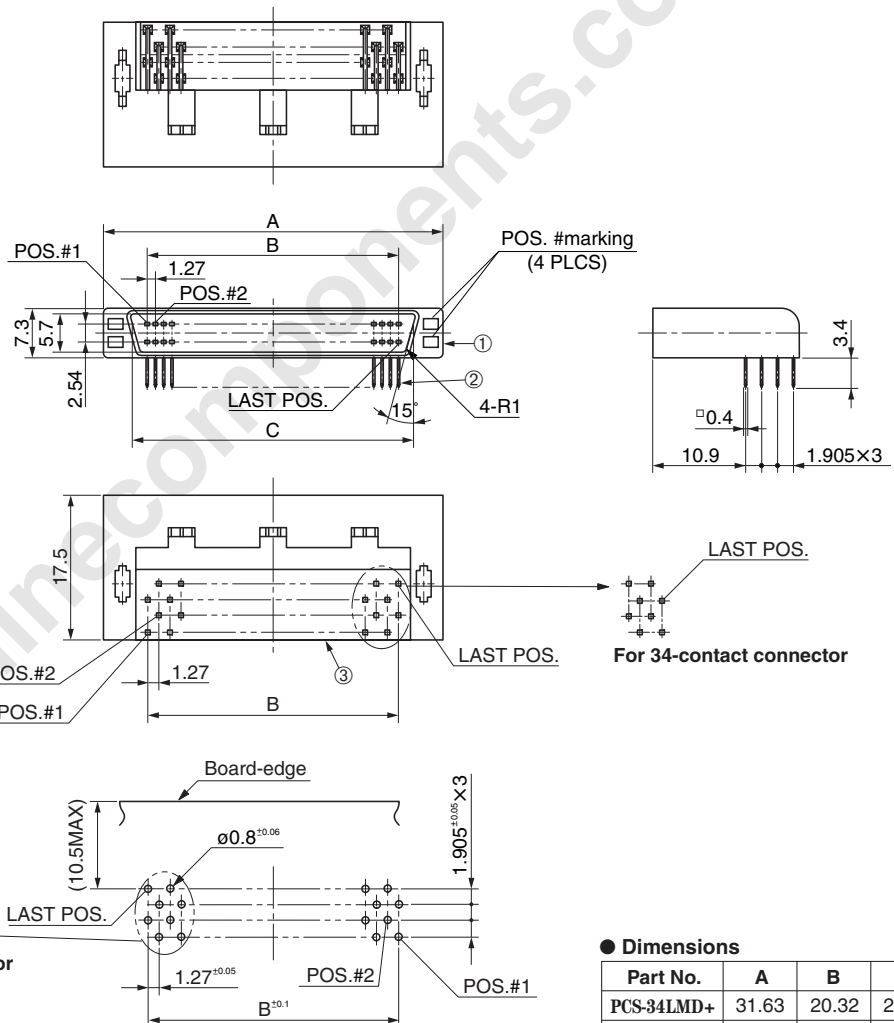 A
B
POS.#1
1.27
POS.#2
POS. #marking
(4 PLCS)
7.3
5.7
2.54
①
②
LAST POS.
15°
4-R1
C
3.4
□0.4
10.9
1.905×3
17.5
LAST POS.
For 34-contact connector
OS.#2
1.27
LAST POS.
③
POS.#1
B
Board-edge
(10.5MAX)
ø0.8±0.06
1.905±0.05×3
LAST POS.
or
1.27±0.05
POS.#2
POS.#1
B±0.1
● Dimensions
Part No. A B
PCS-34LMD+ 31.63 20.32 2
nlinecomponents.co